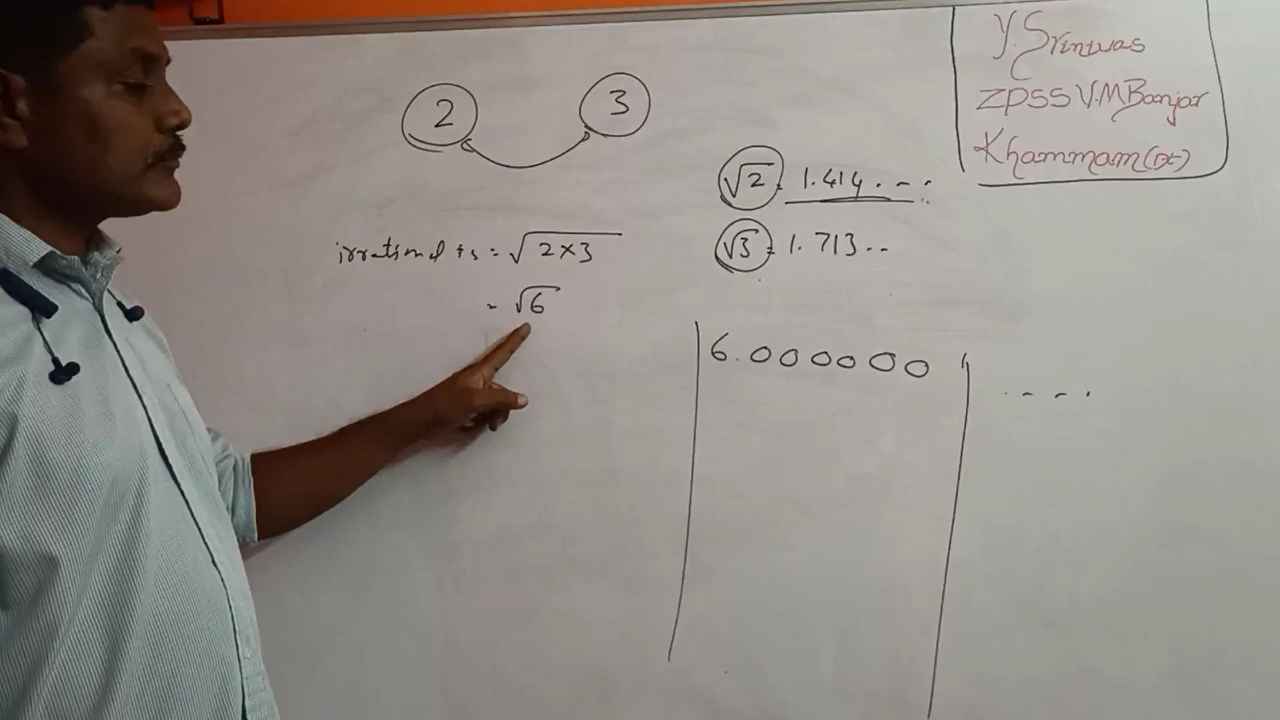 2 3
Y. Srinivas
ZPSS V.M Banjar
Khammam (Dt)
√2 = 1.414...
√3 = 1.713..
irrational is = √2×3
= √6
6.000000 ....